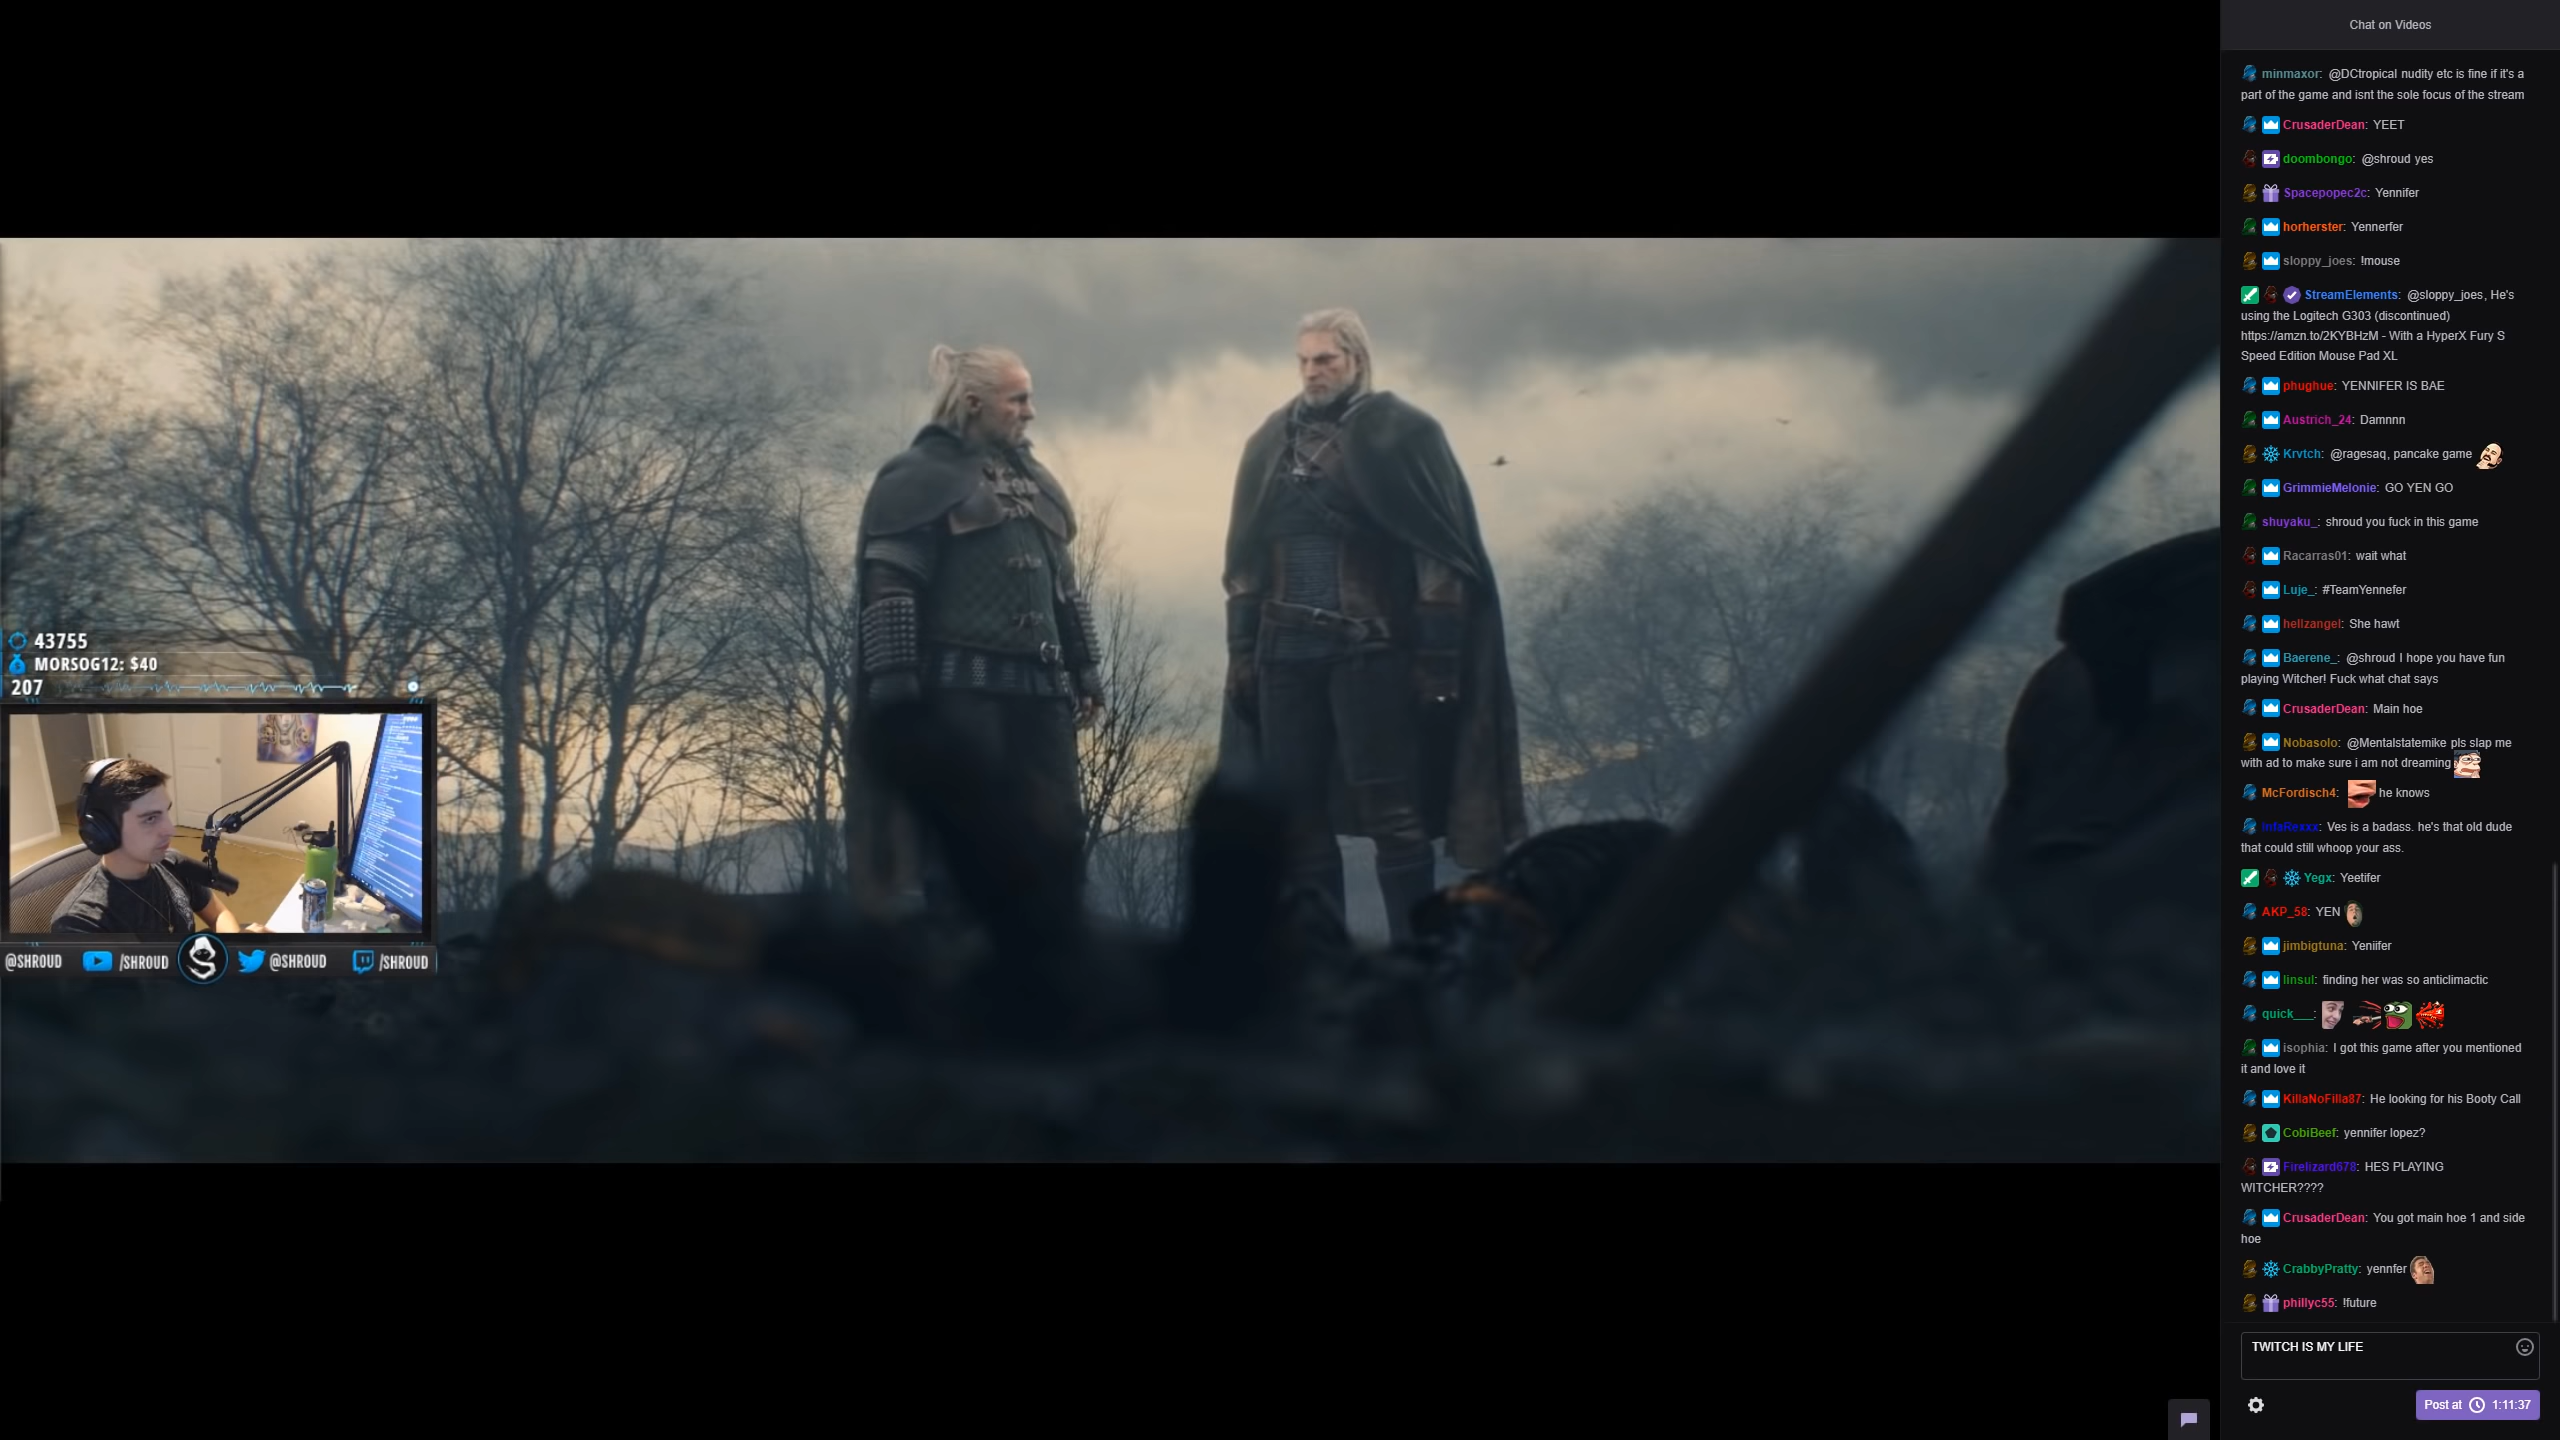 Chat on Videos
minmaxor: @DCtropical nudity etc is fine if it's a
part of the game and isnt the sole focus of the stream
CrusaderDean: YEET
doombongo: @shroud yes
Spacepopec2c: Yennifer
horherster: Yennerfer
sloppy_joes: !mouse
StreamElements: @sloppy_joes, He's
using the Logitech G303 (discontinued)
https://amzn.to/2KYBHzM - With a HyperX Fury S
Speed Edition Mouse Pad XL
phughue: YENNIFER IS BAE
Austrich_24: Damnnn
Krvtch: @ragesaq, pancake game
GrimmieMelonie: GO YEN GO
shuyaku_: shroud you fuck in this game
Racarras01: wait what
Luje_: #TeamYennefer
hellzangel: She hawt
Baerene_: @shroud I hope you have fun
playing Witcher! Fuck what chat says
CrusaderDean: Main hoe
Nobasolo: @Mentalstatemike pls slap me
with ad to make sure i am not dreaming
McFordisch4: he knows
InfaRexxx: Ves is a badass. he's that old dude
that could still whoop your ass.
Yegx: Yeetifer
AKP_58: YEN
jimbigtuna: Yeniifer
linsul: finding her was so anticlimactic
quick___:
isophia: I got this game after you mentioned
it and love it
KillaNoFilla87: He looking for his Booty Call
CobiBeef: yennifer lopez?
Firelizard678: HES PLAYING
WITCHER????
CrusaderDean: You got main hoe 1 and side
hoe
CrabbyPratty: yennfer
phillyc55: !future
TWITCH IS MY LIFE
Post at 1:11:37
43755
MORSOG12: $40
207
@SHROUD /SHROUD @SHROUD /SHROUD